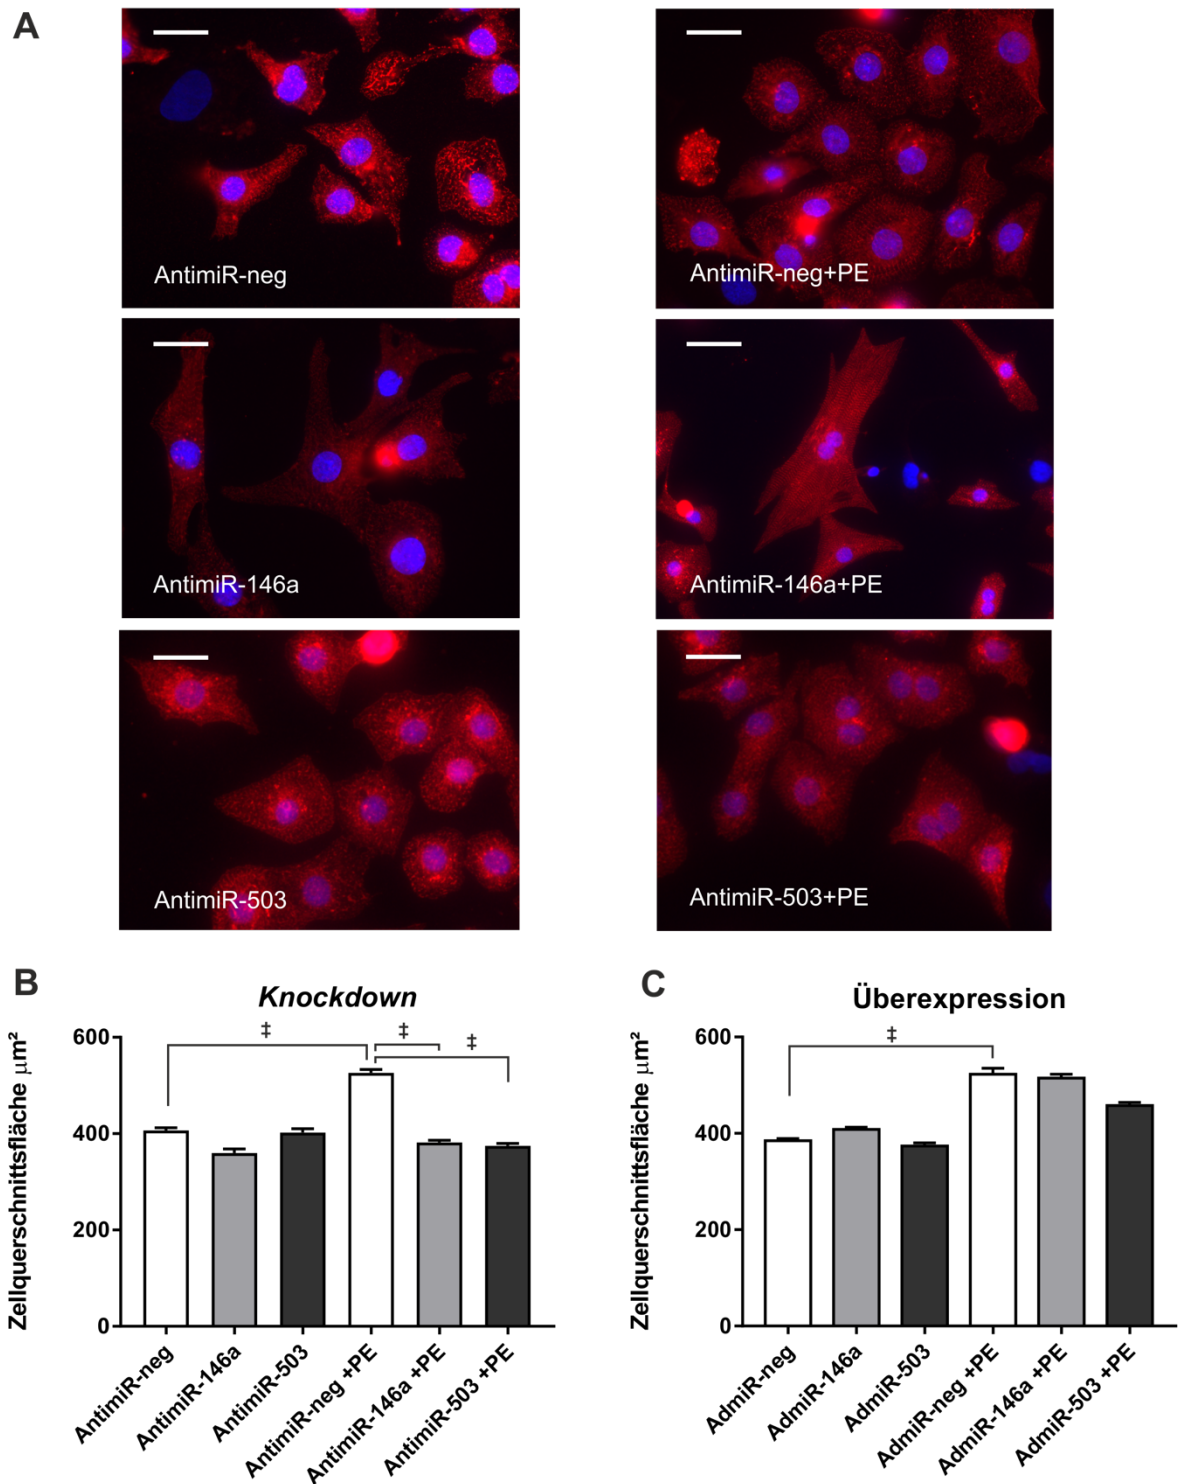 A
AntimiR-neg
AntimiR-neg+PE
AntimiR-146a
AntimiR-146a+PE
AntimiR-503
AntimiR-503+PE
B
Knockdown
Zellquerschnittsfläche μm²
600
400
200
0
‡
‡
‡
AntimiR-neg
AntimiR-146a
AntimiR-503
AntimiR-neg +PE
AntimiR-146a +PE
AntimiR-503 +PE
C
Überexpression
Zellquerschnittsfläche μm²
600
400
200
0
‡
AdmiR-neg
AdmiR-146a
AdmiR-503
AdmiR-neg +PE
AdmiR-146a +PE
AdmiR-503 +PE